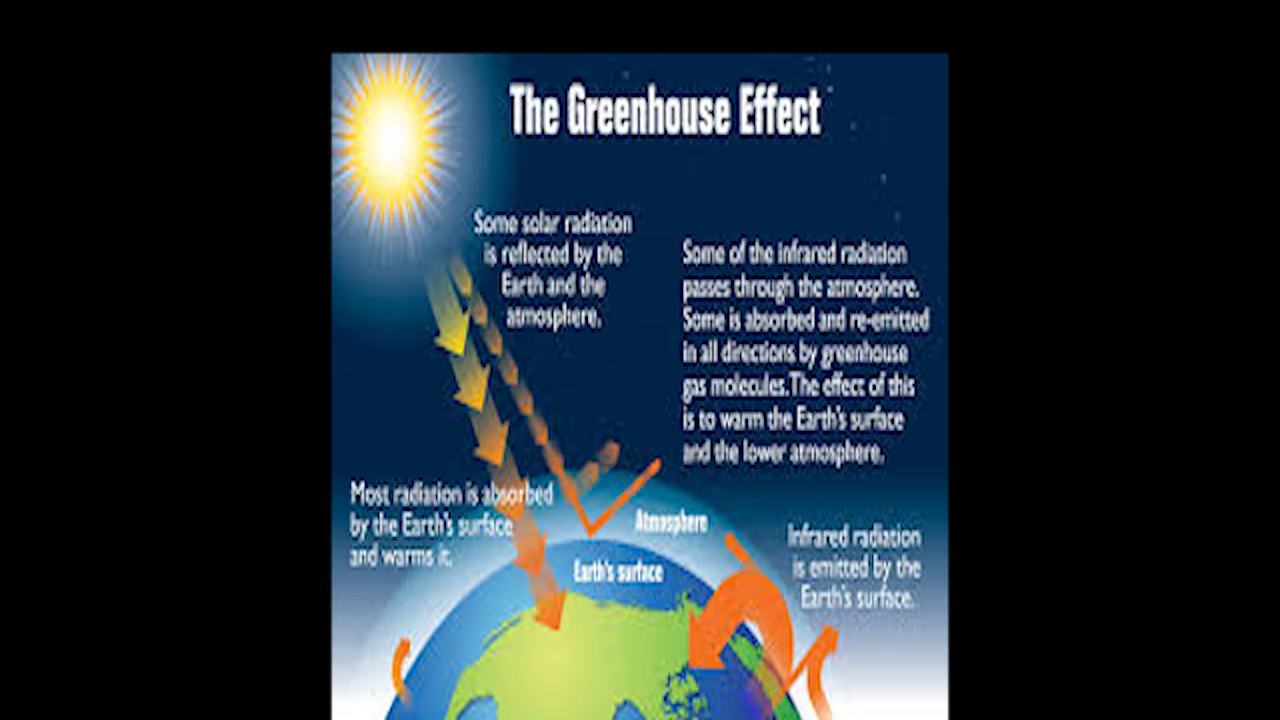 The Greenhouse Effect
Some solar radiation
is reflected by the
Earth and the
atmosphere.
Some of the infrared radiation
passes through the atmosphere.
Some is absorbed and re-emitted
in all directions by greenhouse
gas molecules. The effect of this
is to warm the Earth's surface
and the lower atmosphere.
Most radiation is absorbed
by the Earth's surface
and warms it.
Atmosphere
Earth's surface
Infrared radiation
is emitted by the
Earth's surface.